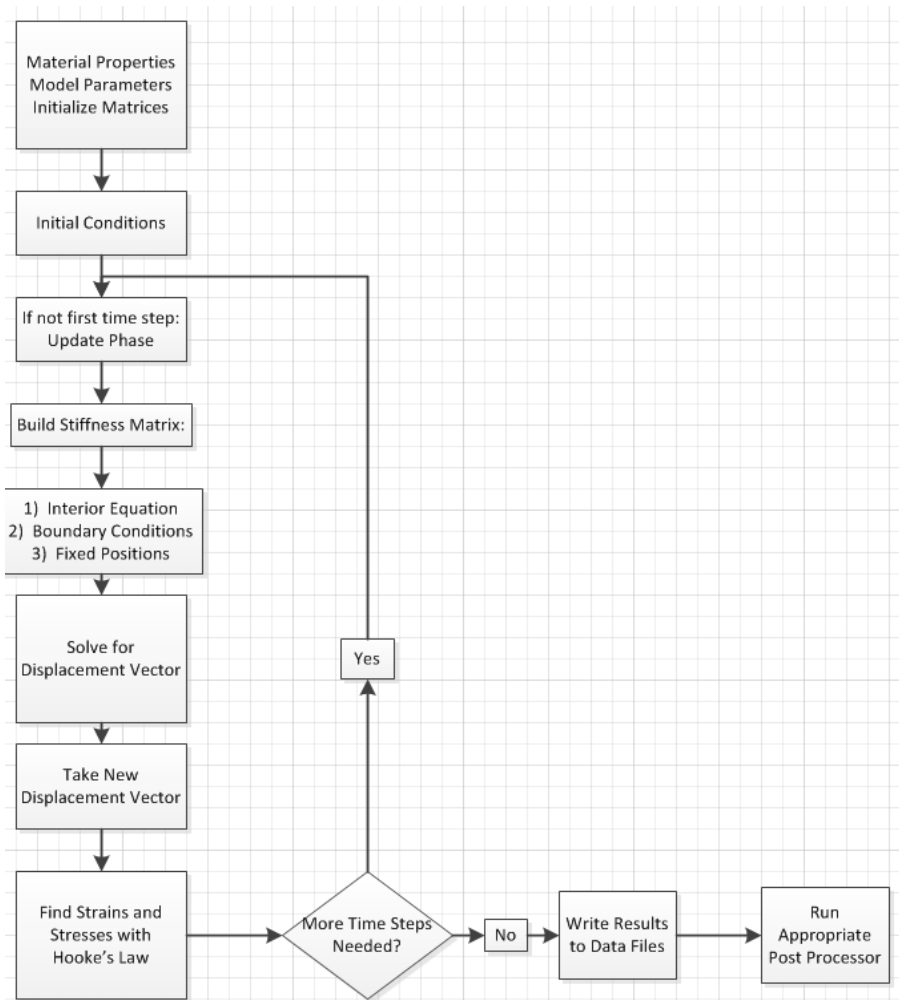 Material Properties
Model Parameters
Initialize Matrices
Initial Conditions
If not first time step:
Update Phase
Build Stiffness Matrix:
1) Interior Equation
2) Boundary Conditions
3) Fixed Positions
Solve for
Displacement Vector
Yes
Take New
Displacement Vector
Find Strains and
Stresses with
Hooke's Law
More Time Steps
Needed?
No
Write Results
to Data Files
Run
Appropriate
Post Processor